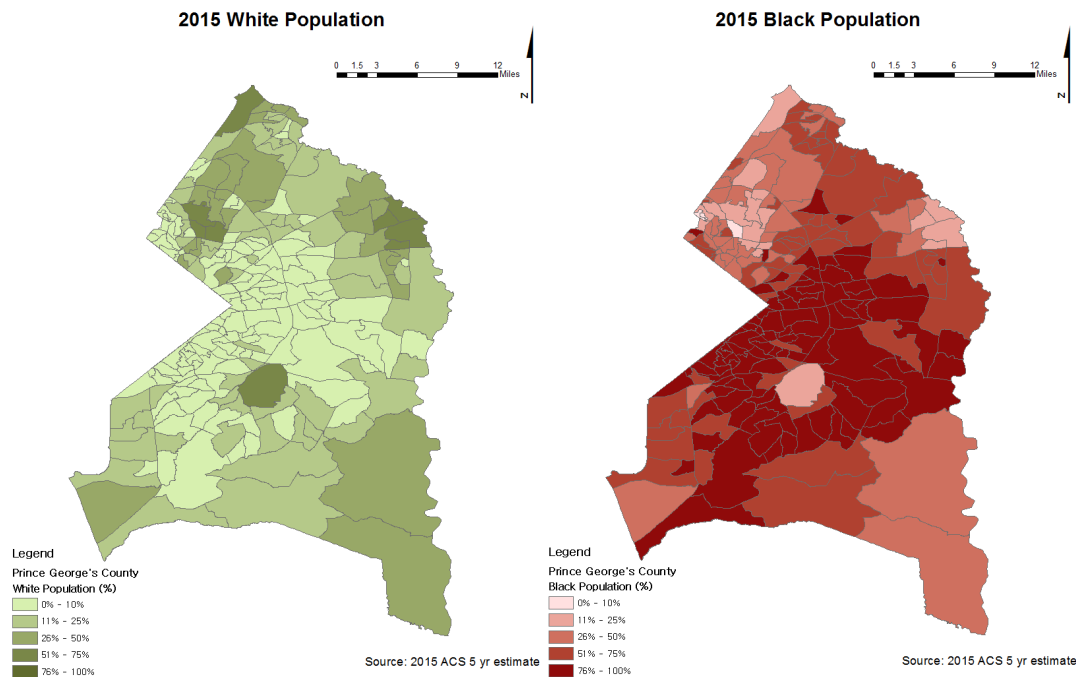 2015 White Population
0 1.5 3 6 9 12
Miles
N
Legend
Prince George's County
White Population (%)
0% - 10%
11% - 25%
26% - 50%
51% - 75%
76% - 100%
Source: 2015 ACS 5 yr estimate
2015 Black Population
0 1.5 3 6 9 12
Miles
N
Legend
Prince George's County
Black Population (%)
0% - 10%
11% - 25%
26% - 50%
51% - 75%
76% - 100%
Source: 2015 ACS 5 yr estimate